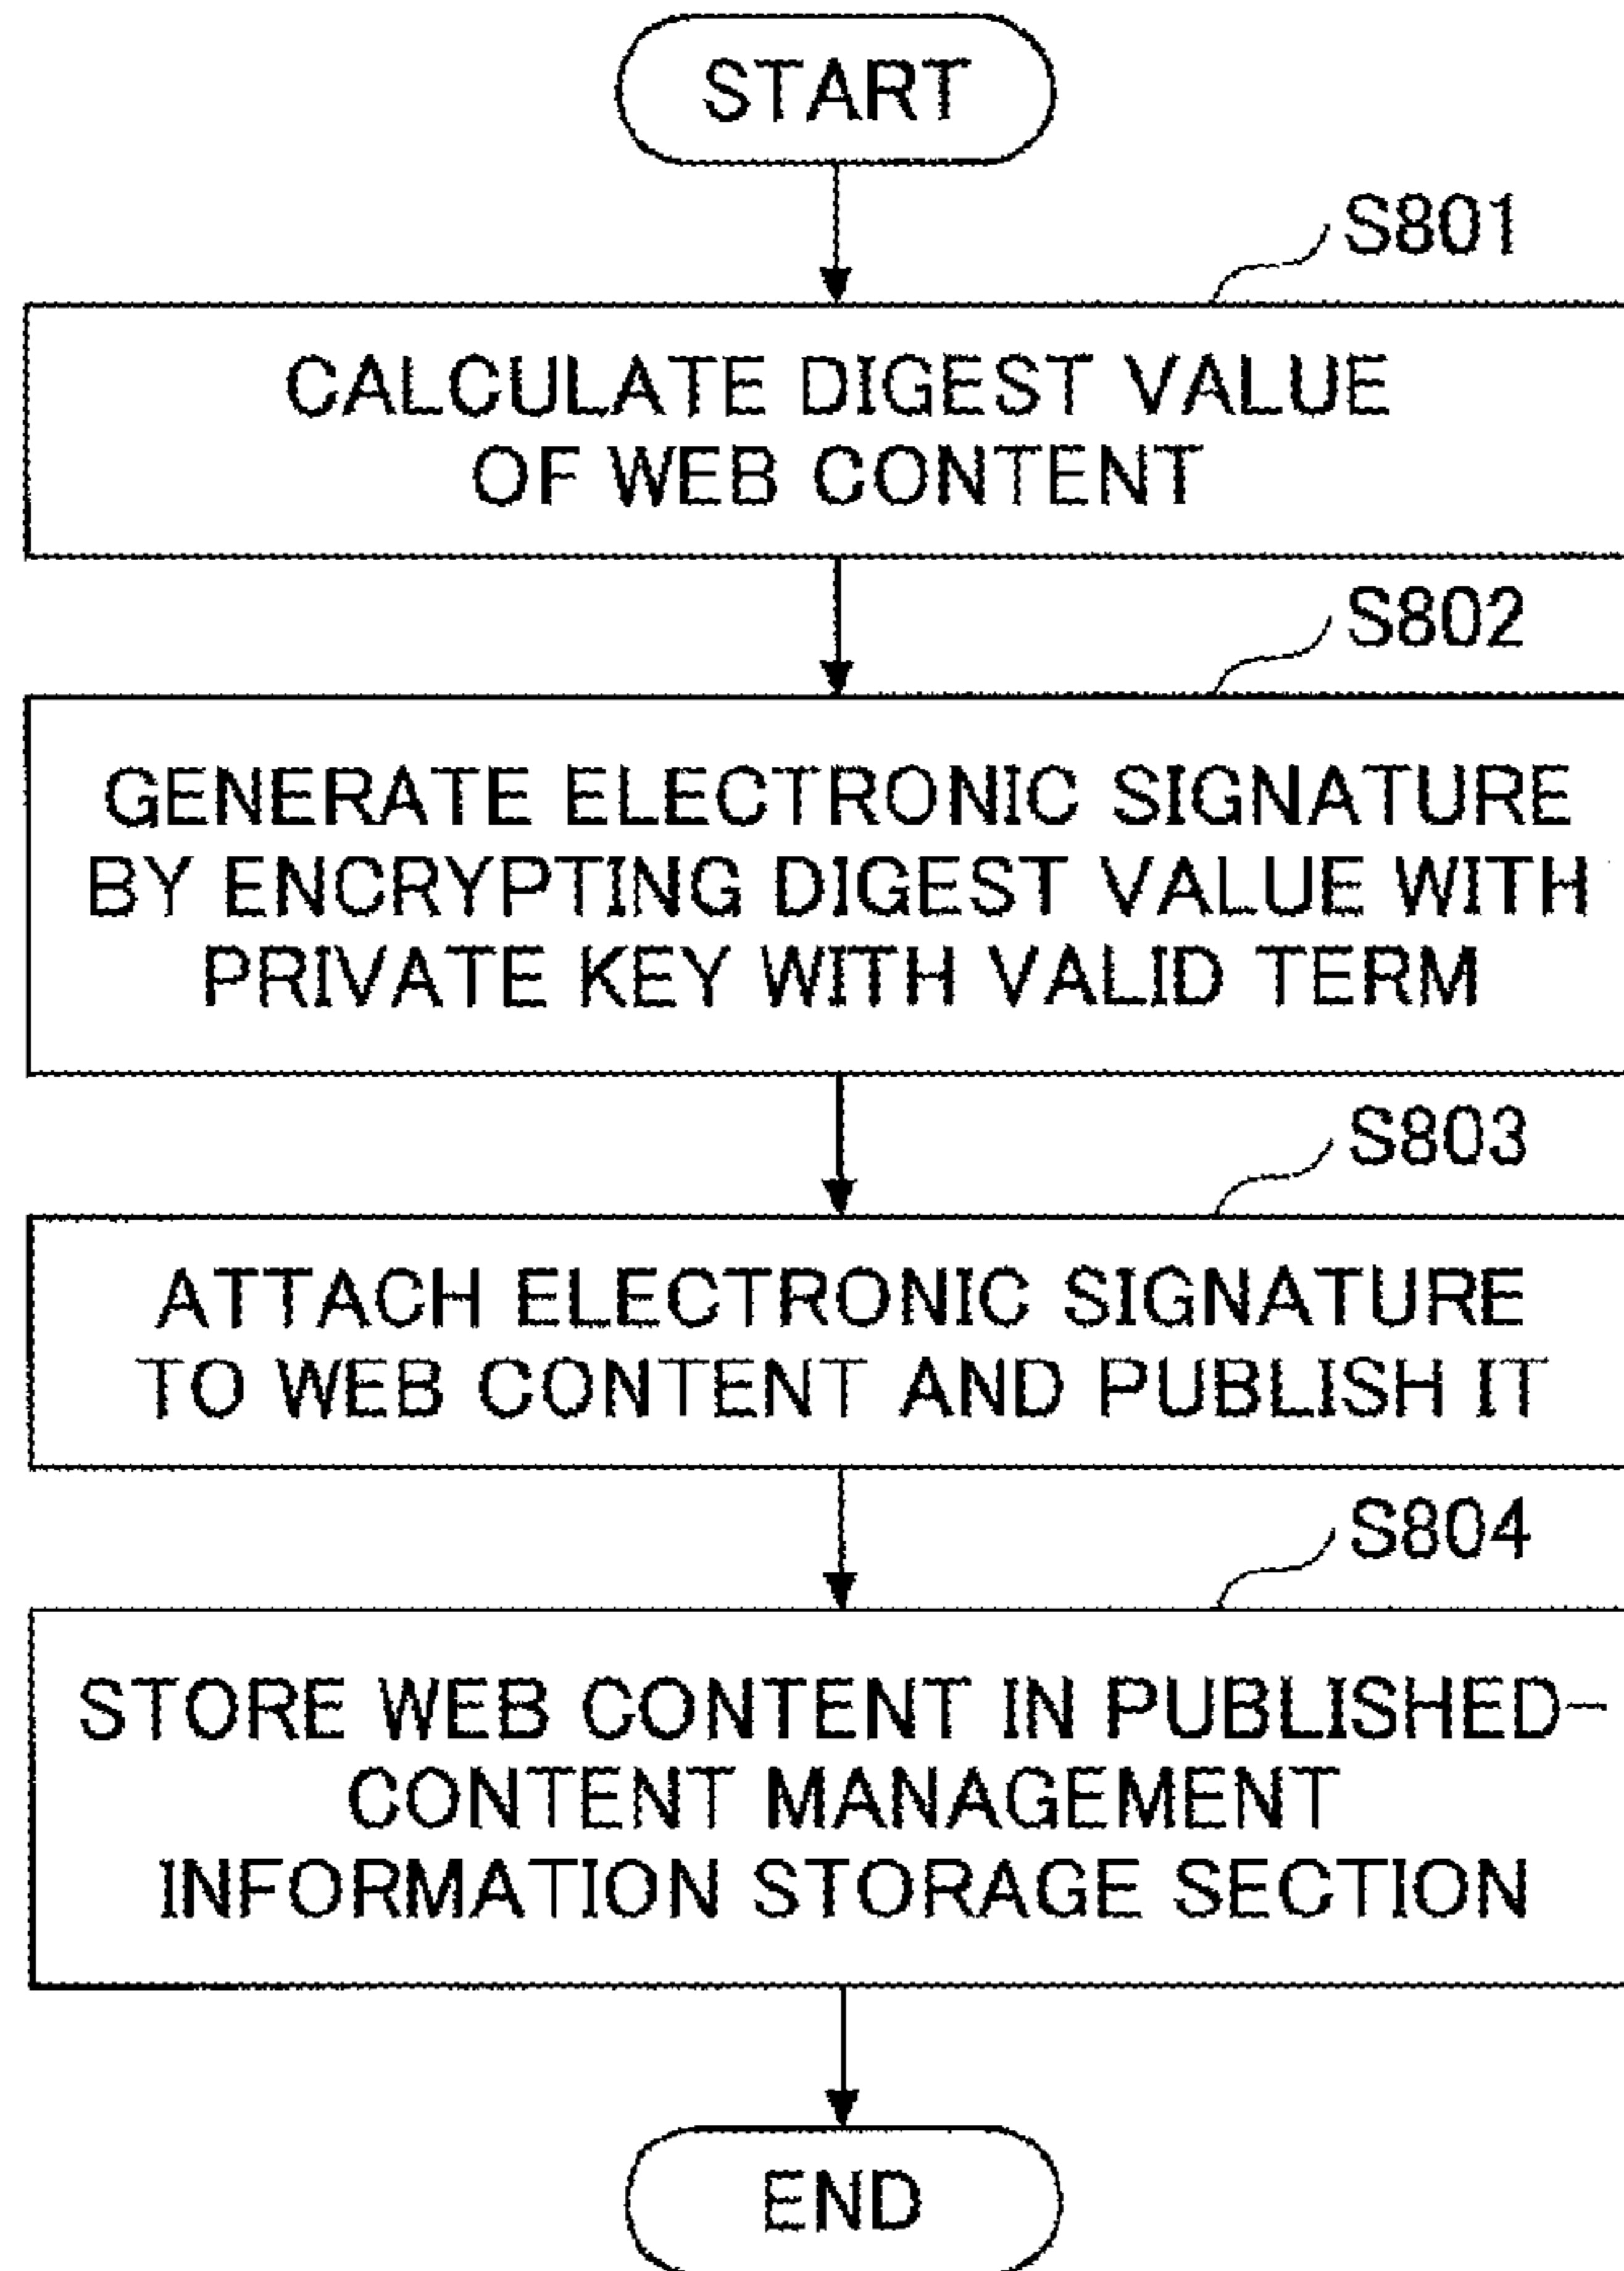 START
S801
CALCULATE DIGEST VALUE
OF WEB CONTENT
S802
GENERATE ELECTRONIC SIGNATURE
BY ENCRYPTING DIGEST VALUE WITH
PRIVATE KEY WITH VALID TERM
S803
ATTACH ELECTRONIC SIGNATURE
TO WEB CONTENT AND PUBLISH IT
S804
STORE WEB CONTENT IN PUBLISHED-
CONTENT MANAGEMENT
INFORMATION STORAGE SECTION
END